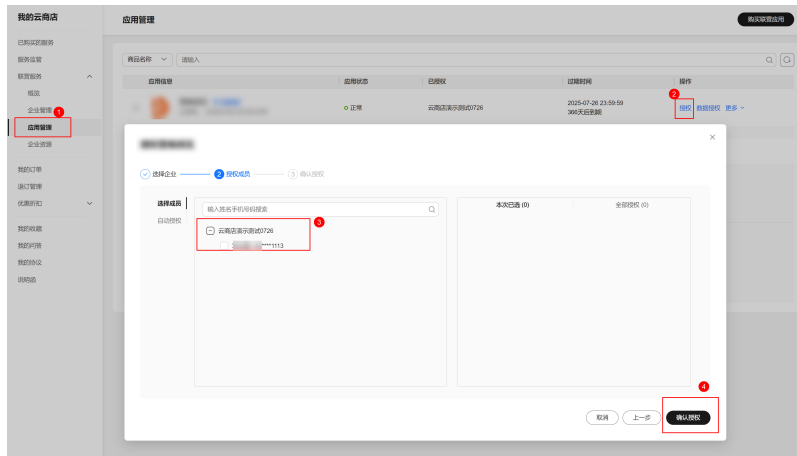 我的云商店
应用管理
购买联营应用
已购买的服务
服务监管
联营服务
概览
企业管理 1
应用管理
企业资源
我的订单
退订管理
优惠折扣
我的收藏
我的问答
我的协议
说明函
商品名称
请输入
应用信息 应用状态 已授权 过期时间 操作
2
正常 云商店演示测试0726 2025-07-26 23:59:59 授权 数据授权 更多
366天后到期
选择企业 2 授权成员 3 确认授权
选择成员
自动授权
输入姓名手机号码搜索
3
云商店演示测试0726
****1113
本次已选 (0) 全部授权 (0)
4
取消 上一步 确认授权